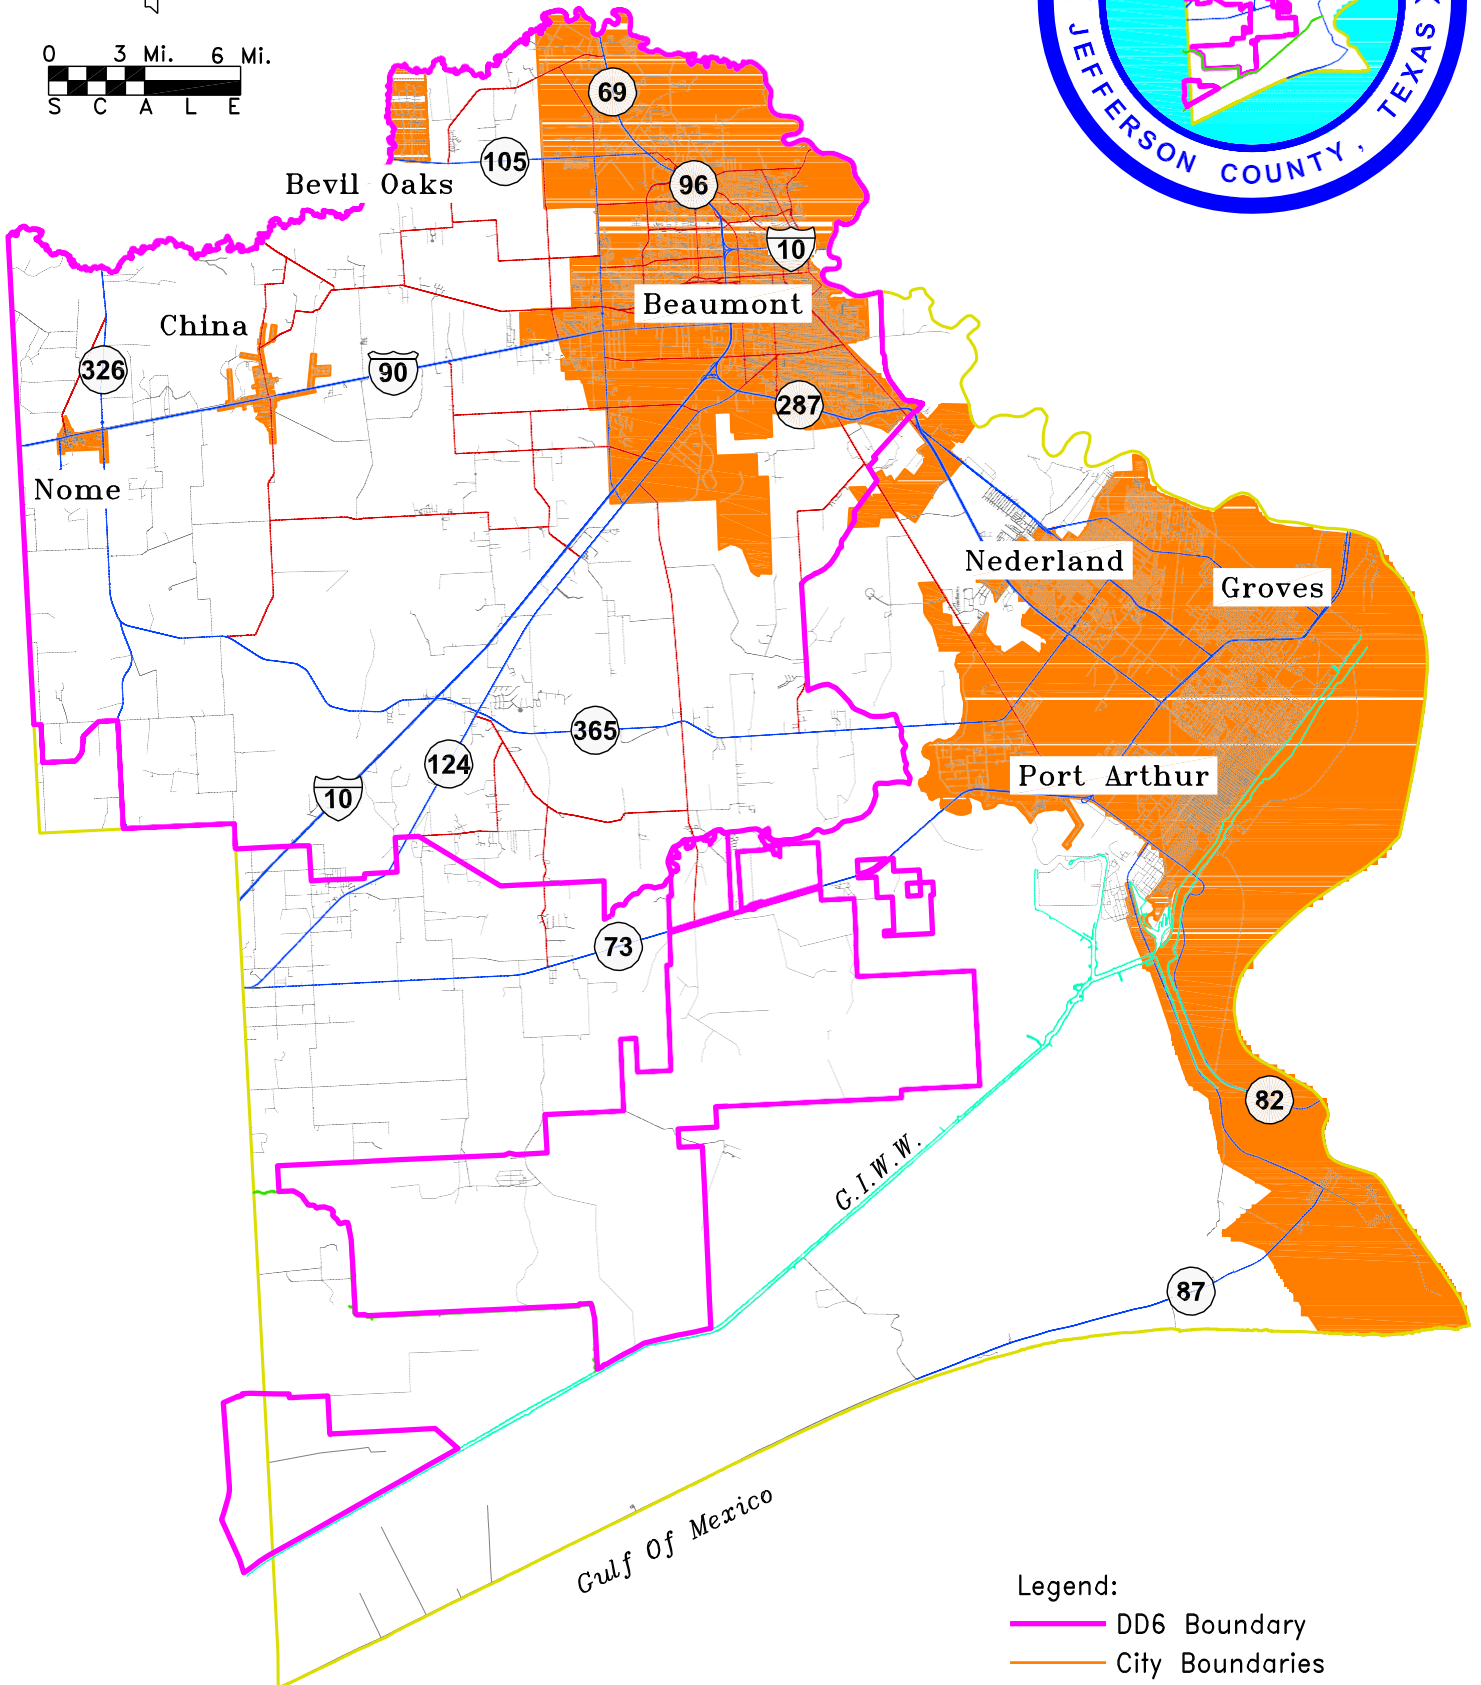 0 3 Mi. 6 Mi.
S C A L E
JEFFERSON COUNTY, TEXAS
69
105
96
Bevil Oaks
10
Beaumont
China
326
90
287
Nome
Nederland
Groves
365
124
Port Arthur
10
73
82
G.I.W.W.
87
Gulf Of Mexico
Legend:
DD6 Boundary
City Boundaries